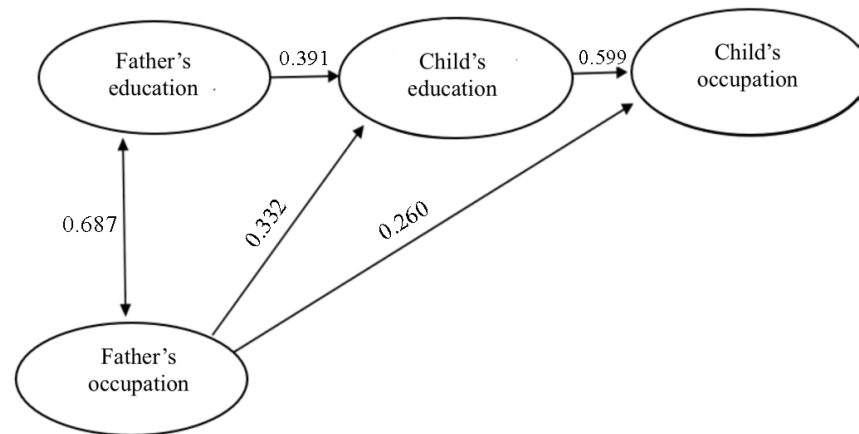 Father's
education
0.391
Child's
education
0.599
Child's
occupation
0.687
0.332
0.260
Father's
occupation